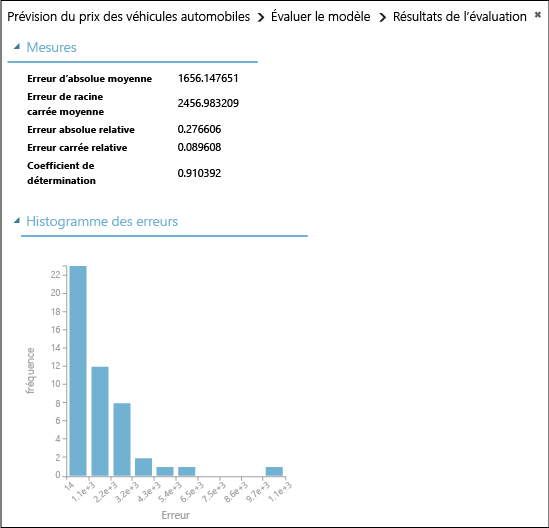 Prévision du prix des véhicules automobiles > Évaluer le modèle > Résultats de l'évaluation ×
Mesures
Erreur d'absolue moyenne 1656.147651
Erreur de racine
carrée moyenne 2456.983209
Erreur absolue relative 0.276606
Erreur carrée relative 0.089608
Coefficient de
détermination 0.910392
Histogramme des erreurs
22
20
18
16
14
12
10
8
6
4
2
0
fréquence
14 1.1e+3 2.2e+3 3.2e+3 4.3e+3 5.4e+3 6.5e+3 7.5e+3 8.6e+3 9.7e+3 1.1e+3
Erreur